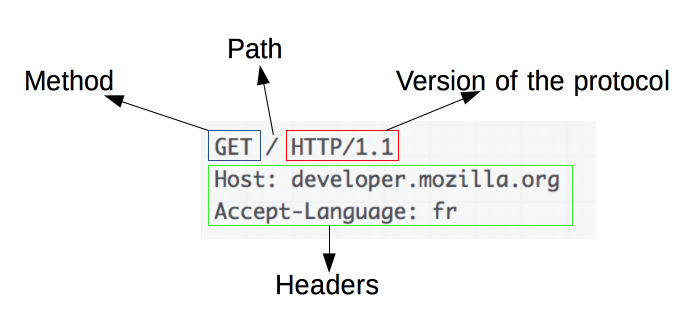 Path
Method
Version of the protocol
GET / HTTP/1.1
Host: developer.mozilla.org
Accept-Language: fr
Headers